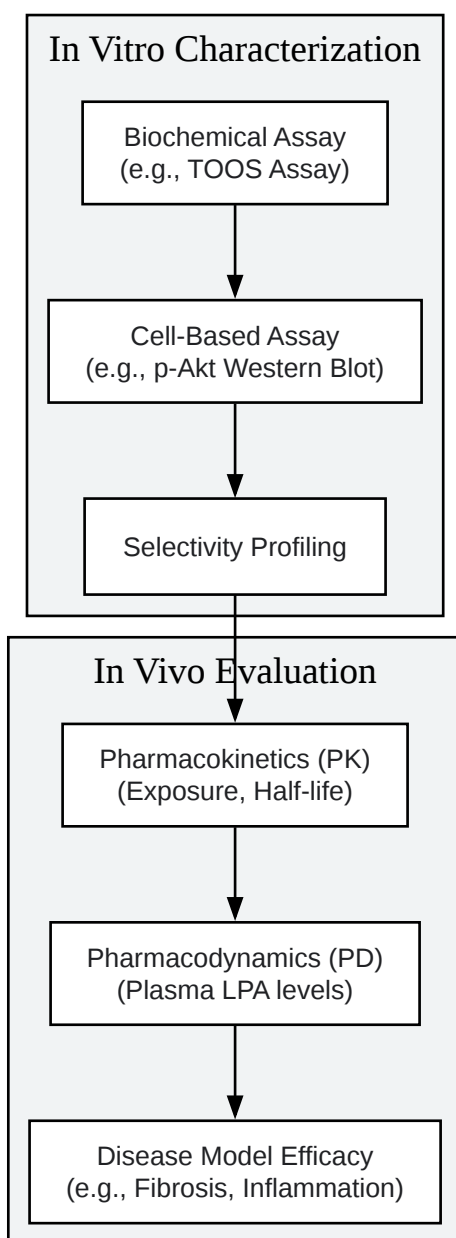 In Vitro Characterization
Biochemical Assay
(e.g., TOOS Assay)
Cell-Based Assay
(e.g., p-Akt Western Blot)
Selectivity Profiling
In Vivo Evaluation
Pharmacokinetics (PK)
(Exposure, Half-life)
Pharmacodynamics (PD)
(Plasma LPA levels)
Disease Model Efficacy
(e.g., Fibrosis, Inflammation)